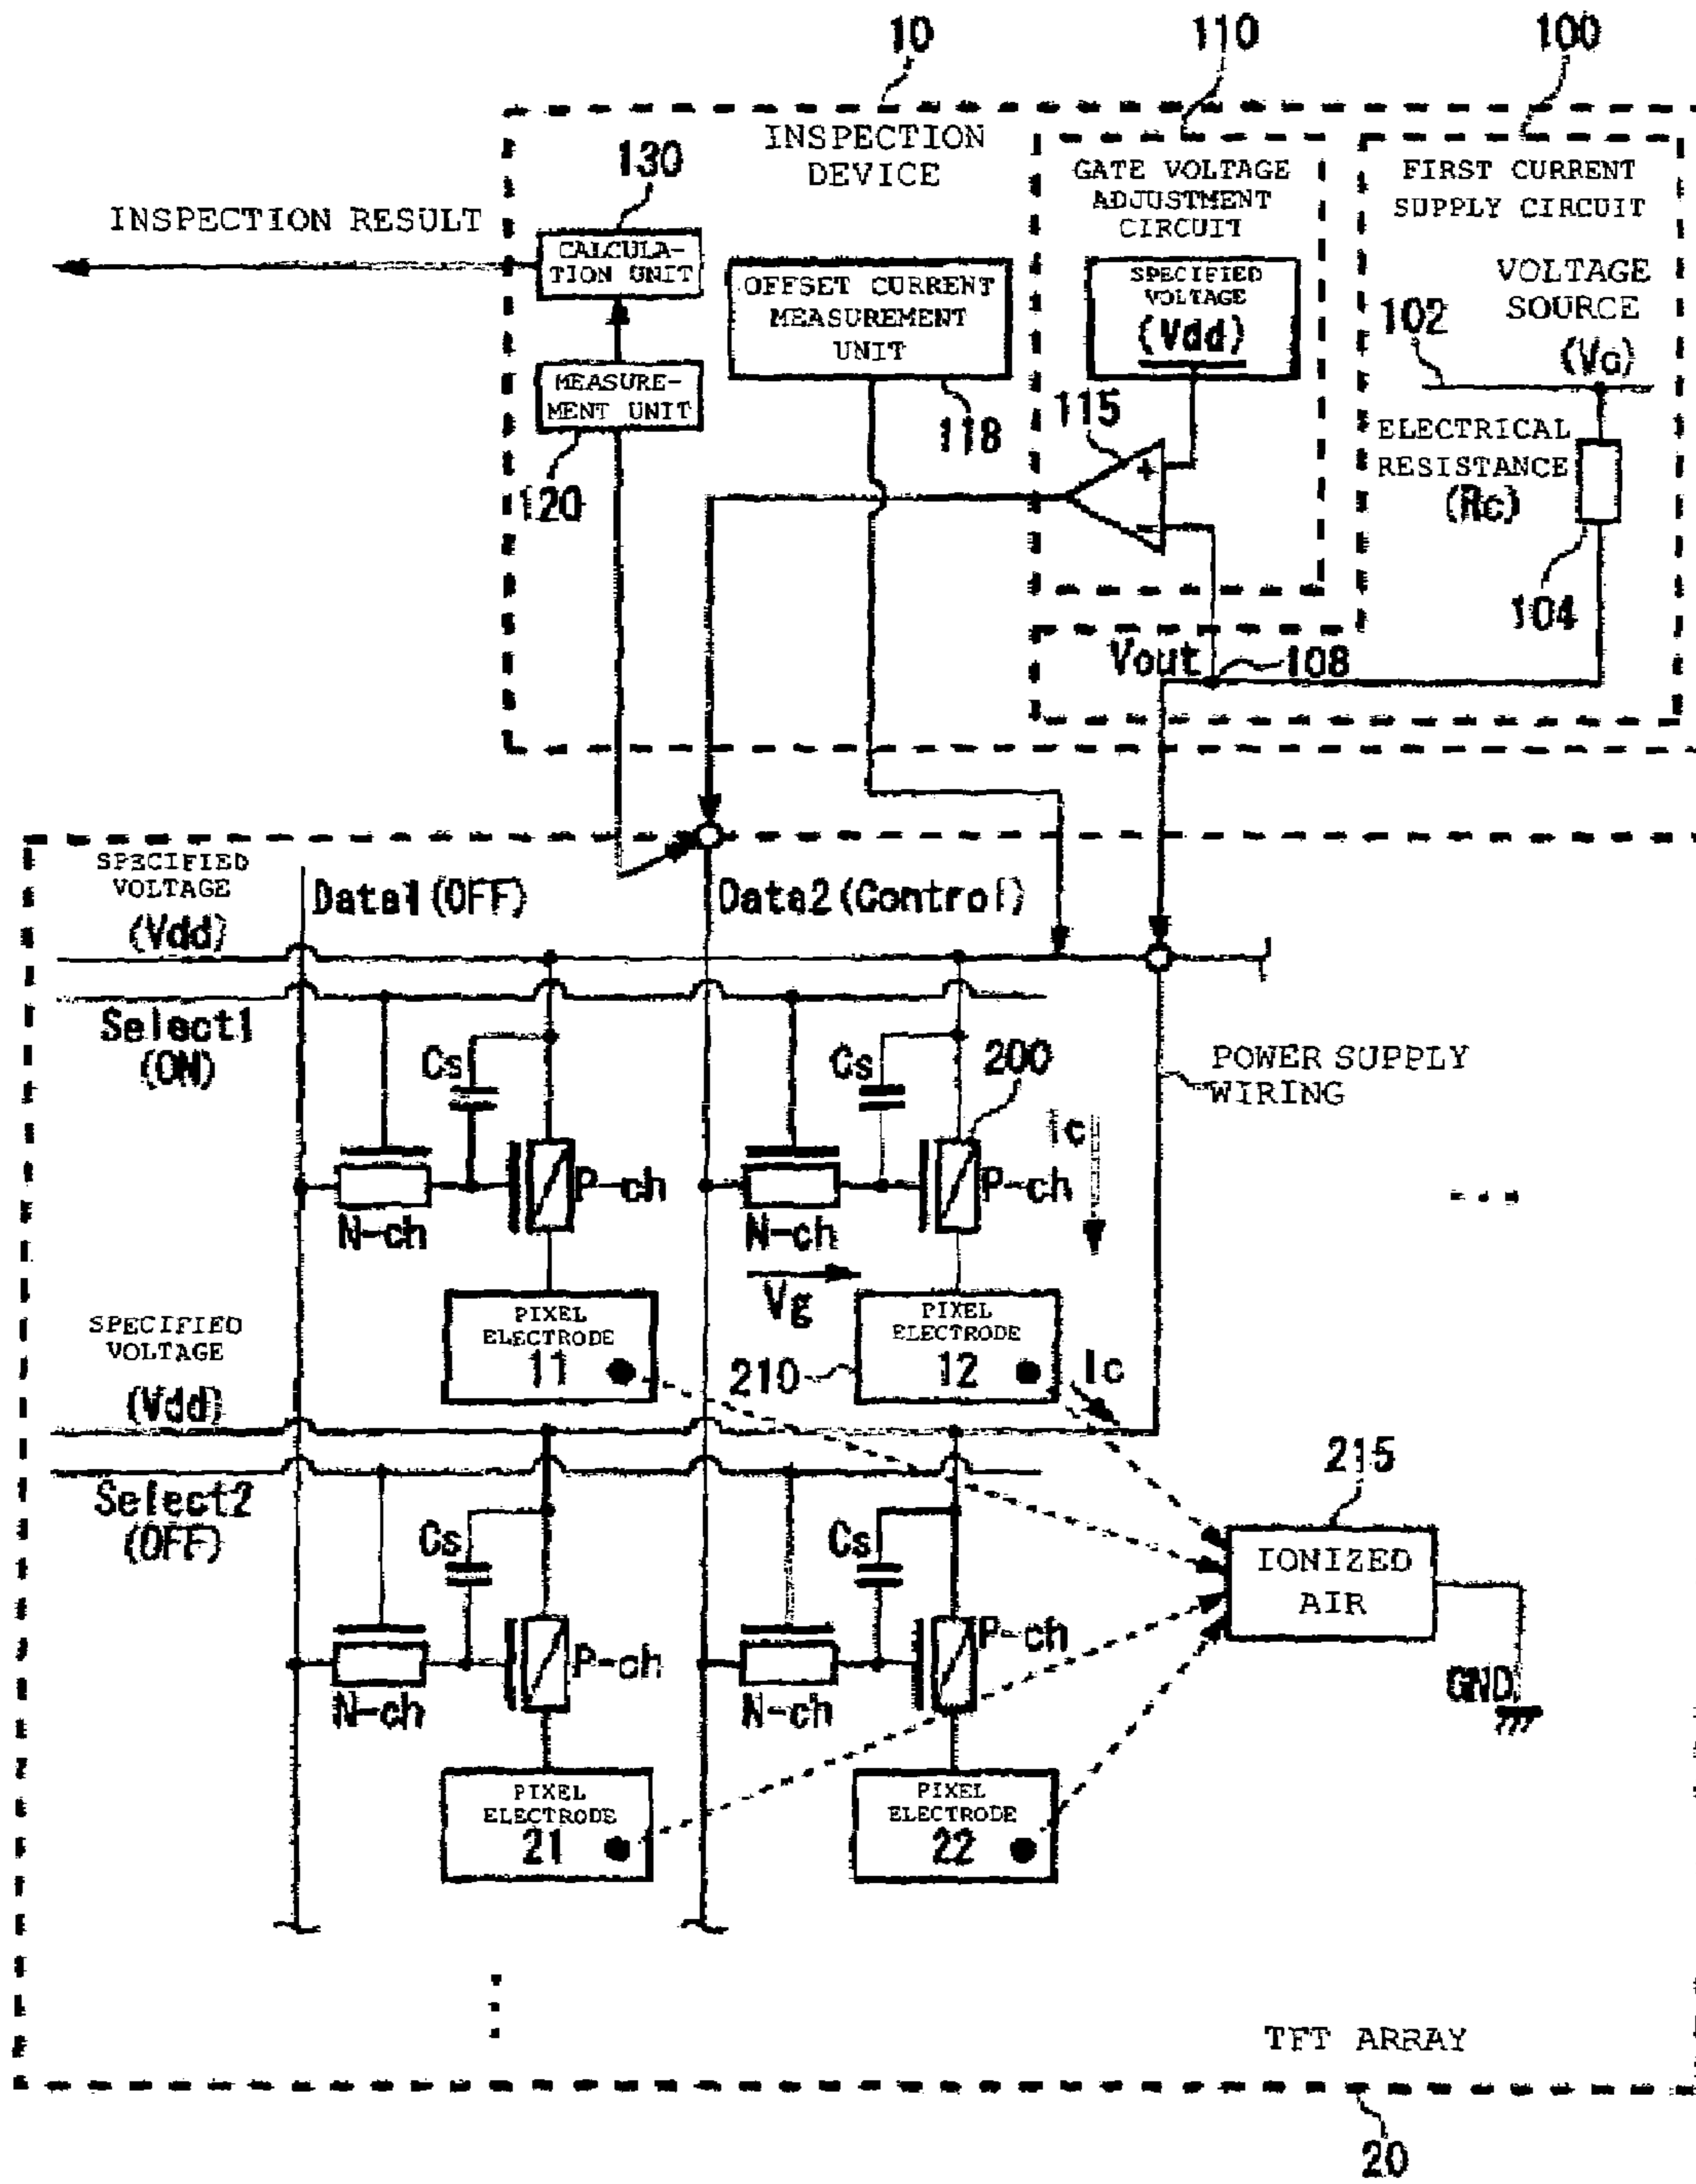 10
110
100
INSPECTION
DEVICE
130
GATE VOLTAGE
ADJUSTMENT
CIRCUIT
FIRST CURRENT
SUPPLY CIRCUIT
INSPECTION RESULT
CALCULA-
TION UNIT
OFFSET CURRENT
MEASUREMENT
UNIT
SPECIFIED
VOLTAGE
(Vdd)
VOLTAGE
SOURCE
(VG)
102
MEASURE-
MENT UNIT
118
115
+
−
ELECTRICAL
RESISTANCE
(Rc)
120
104
Vout
108
SPECIFIED
VOLTAGE
(Vdd)
Data1 (OFF)
Data2 (Control)
Select1
(ON)
Cs
Cs
200
POWER SUPPLY
WIRING
Ic
P-ch
P-ch
N-ch
N-ch
...
Vg
SPECIFIED
VOLTAGE
(Vdd)
PIXEL
ELECTRODE
11
PIXEL
ELECTRODE
12
210
Ic
Select2
(OFF)
215
Cs
Cs
IONIZED
AIR
P-ch
P-ch
N-ch
N-ch
GND
PIXEL
ELECTRODE
21
PIXEL
ELECTRODE
22
TFT ARRAY
20